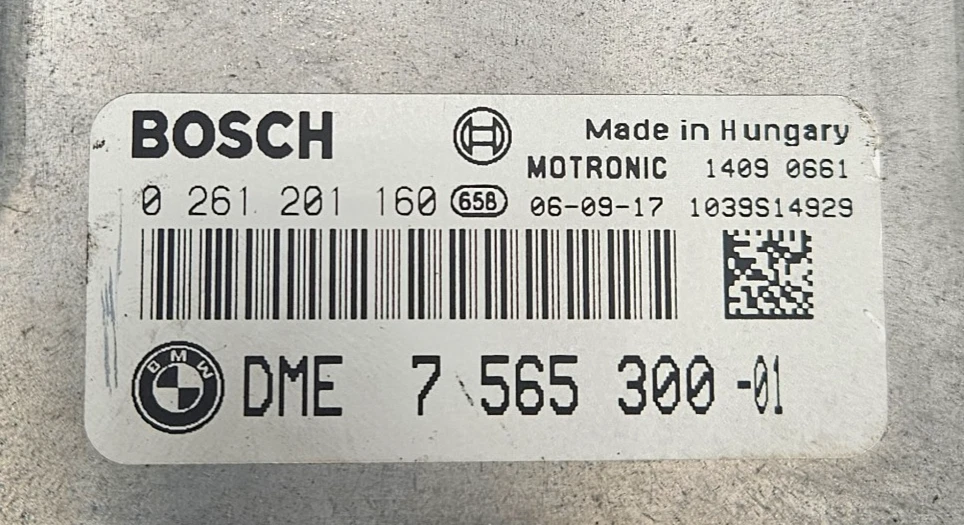 BOSCH
Made in Hungary
MOTRONIC 1409 0661
0 261 201 160 658 06-09-17 1039S14929
BMW DME 7 565 300 -01